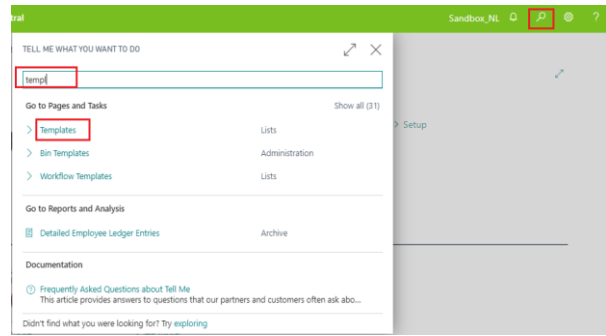 tral
Sandbox_NL
?
TELL ME WHAT YOU WANT TO DO
templ
Go to Pages and Tasks Show all (31)
> Templates Lists
> Setup
> Bin Templates Administration
> Workflow Templates Lists
Go to Reports and Analysis
Detailed Employee Ledger Entries Archive
Documentation
Frequently Asked Questions about Tell Me
This article provides answers to questions that our partners and customers often ask abo...
Didn't find what you were looking for? Try exploring